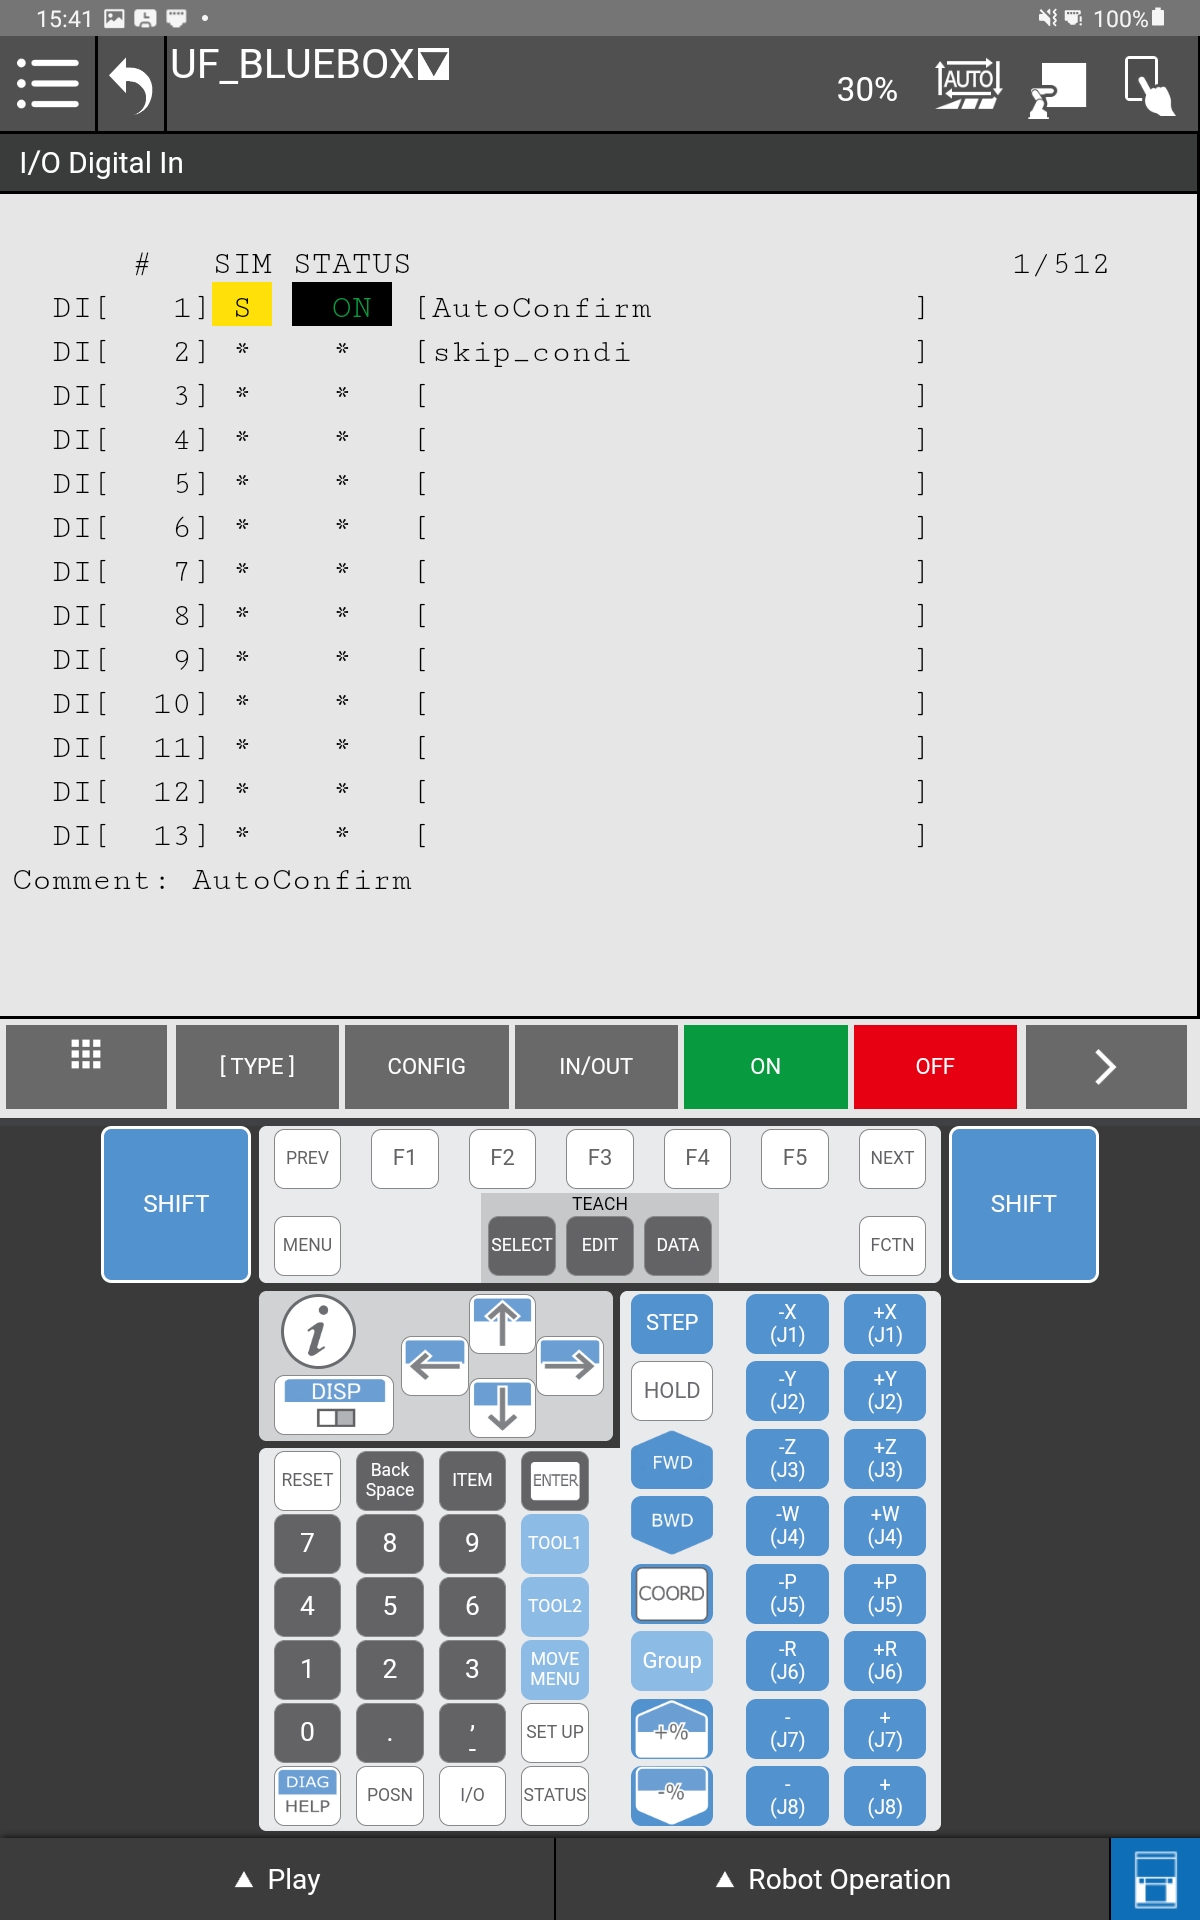 15:41 100%
UF_BLUEBOX
30% AUTO
I/O Digital In
# SIM STATUS 1/512
DI[ 1] S ON [AutoConfirm ]
DI[ 2] * * [skip_condi ]
DI[ 3] * * [ ]
DI[ 4] * * [ ]
DI[ 5] * * [ ]
DI[ 6] * * [ ]
DI[ 7] * * [ ]
DI[ 8] * * [ ]
DI[ 9] * * [ ]
DI[ 10] * * [ ]
DI[ 11] * * [ ]
DI[ 12] * * [ ]
DI[ 13] * * [ ]
Comment: AutoConfirm
[ TYPE ] CONFIG IN/OUT ON OFF >
SHIFT PREV F1 F2 F3 F4 F5 NEXT SHIFT
TEACH
MENU SELECT EDIT DATA FCTN
i
DISP
STEP -X (J1) +X (J1)
HOLD -Y (J2) +Y (J2)
FWD -Z (J3) +Z (J3)
BWD -W (J4) +W (J4)
COORD -P (J5) +P (J5)
Group -R (J6) +R (J6)
+% - (J7) + (J7)
-% - (J8) + (J8)
RESET Back Space ITEM ENTER
7 8 9 TOOL1
4 5 6 TOOL2
1 2 3 MOVE MENU
0 . , - SET UP
DIAG HELP POSN I/O STATUS
▲ Play ▲ Robot Operation